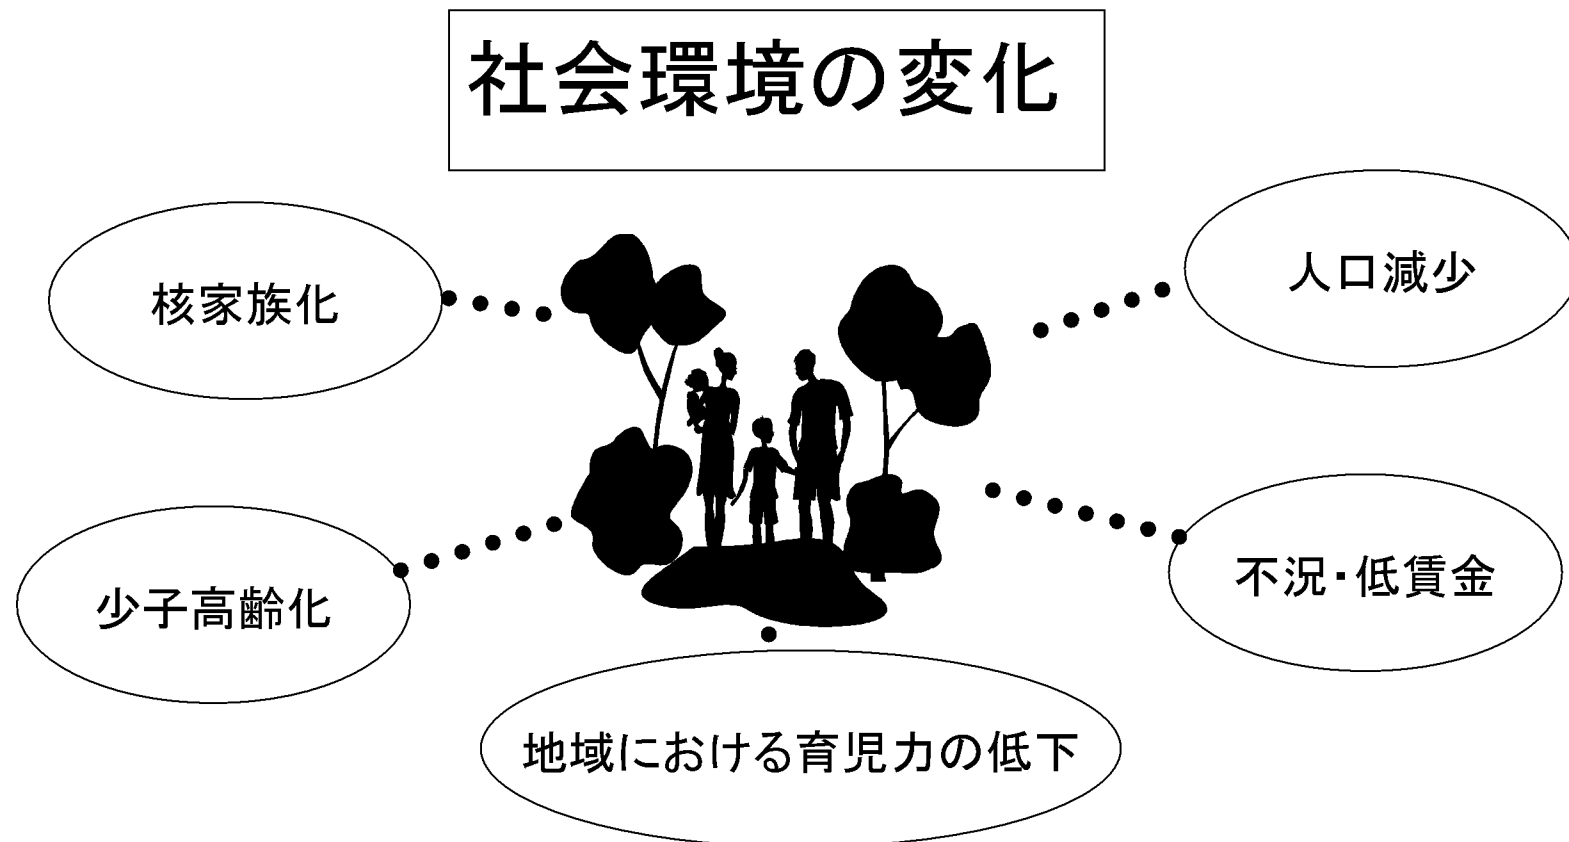 社会環境の変化
核家族化
人口減少
少子高齢化
不況・低賃金
地域における育児力の低下